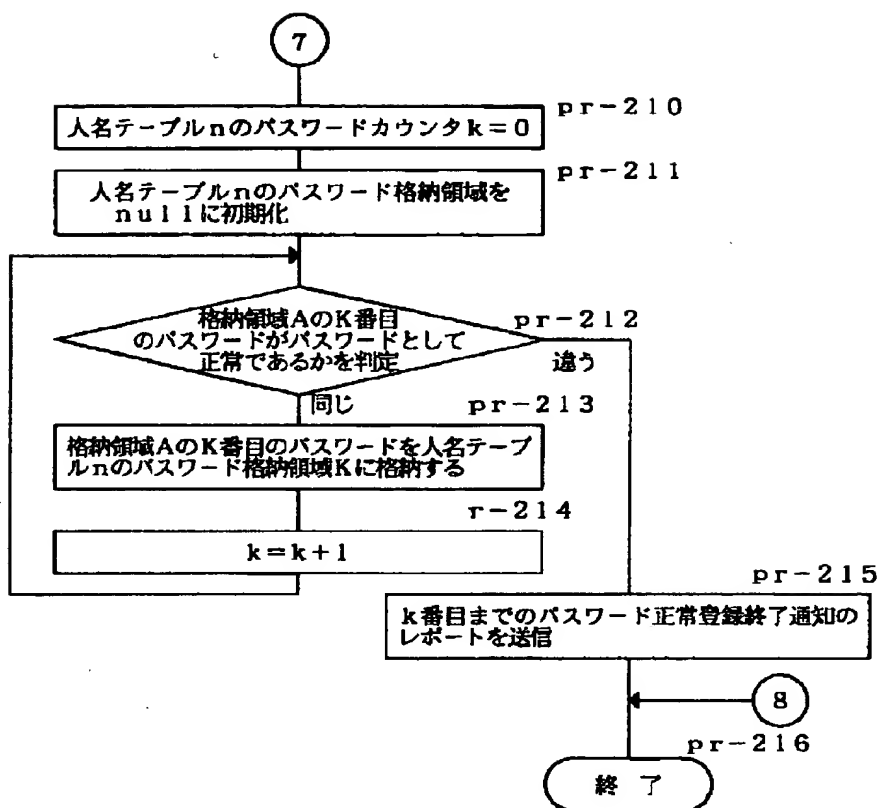 7
pr-210
人名テーブルnのパスワードカウンタk=0
pr-211
人名テーブルnのパスワード格納領域を
nullに初期化
格納領域AのK番目
のパスワードがパスワードとして
正常であるかを判定
pr-212
違う
同じ
pr-213
格納領域AのK番目のパスワードを人名テーブ
ルnのパスワード格納領域Kに格納する
r-214
k=k+1
pr-215
k番目までのパスワード正常登録終了通知の
レポートを送信
8
pr-216
終了